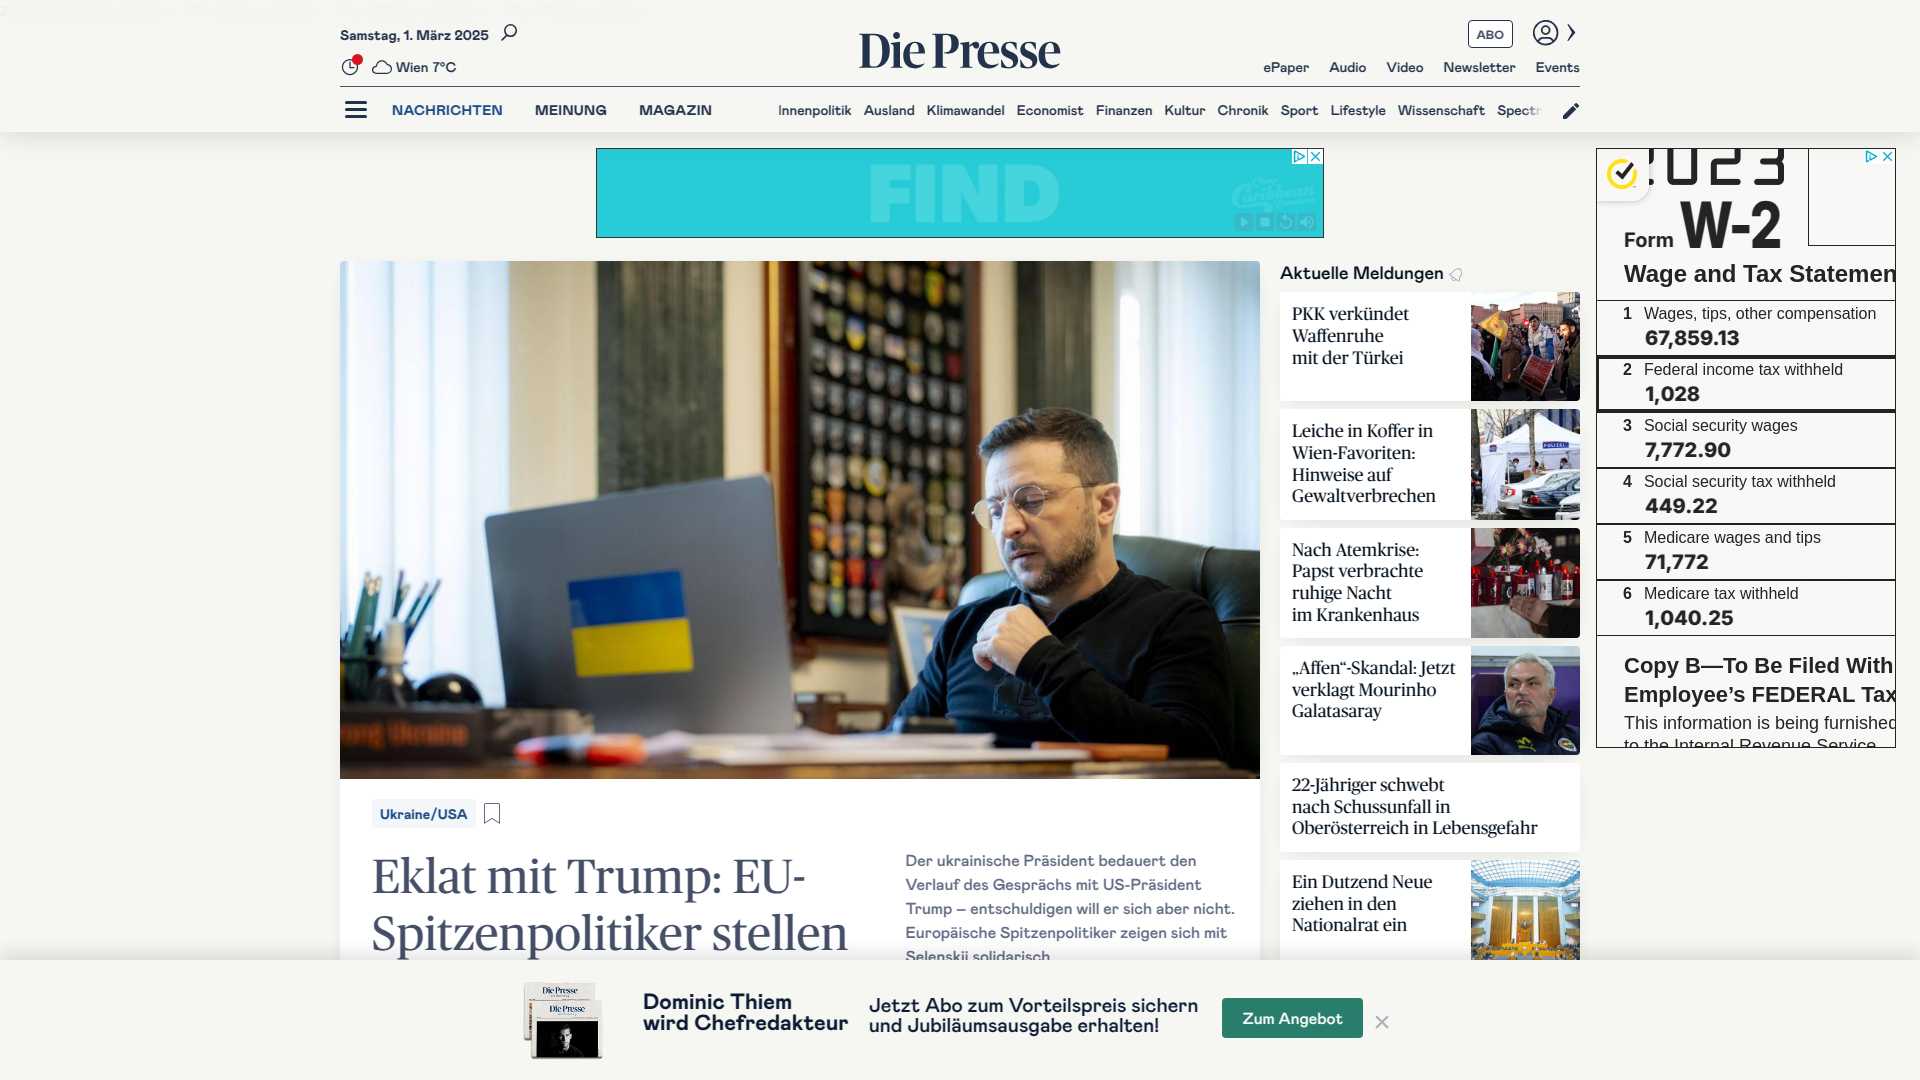 Samstag, 1. März 2025
Wien 7°C
Die Presse
ABO
ePaper Audio Video Newsletter Events
NACHRICHTEN MEINUNG MAGAZIN
Innenpolitik Ausland Klimawandel Economist Finanzen Kultur Chronik Sport Lifestyle Wissenschaft Spectr
FIND
Caribbean
2023
Form W-2
Wage and Tax Statemen
1 Wages, tips, other compensation
67,859.13
2 Federal income tax withheld
1,028
3 Social security wages
7,772.90
4 Social security tax withheld
449.22
5 Medicare wages and tips
71,772
6 Medicare tax withheld
1,040.25
Copy B—To Be Filed With
Employee’s FEDERAL Tax
This information is being furnished
to the Internal Revenue Service
Aktuelle Meldungen
PKK verkündet
Waffenruhe
mit der Türkei
Leiche in Koffer in
Wien-Favoriten:
Hinweise auf
Gewaltverbrechen
POLIZEI
Nach Atemkrise:
Papst verbrachte
ruhige Nacht
im Krankenhaus
„Affen“-Skandal: Jetzt
verklagt Mourinho
Galatasaray
22-Jähriger schwebt
nach Schussunfall in
Oberösterreich in Lebensgefahr
Ein Dutzend Neue
ziehen in den
Nationalrat ein
Ukraine/USA
Eklat mit Trump: EU-
Spitzenpolitiker stellen
Der ukrainische Präsident bedauert den
Verlauf des Gesprächs mit US-Präsident
Trump – entschuldigen will er sich aber nicht.
Europäische Spitzenpolitiker zeigen sich mit
Selenskij solidarisch.
Die Presse
Die Presse
Dominic Thiem
wird Chefredakteur
Jetzt Abo zum Vorteilspreis sichern
und Jubiläumsausgabe erhalten!
Zum Angebot